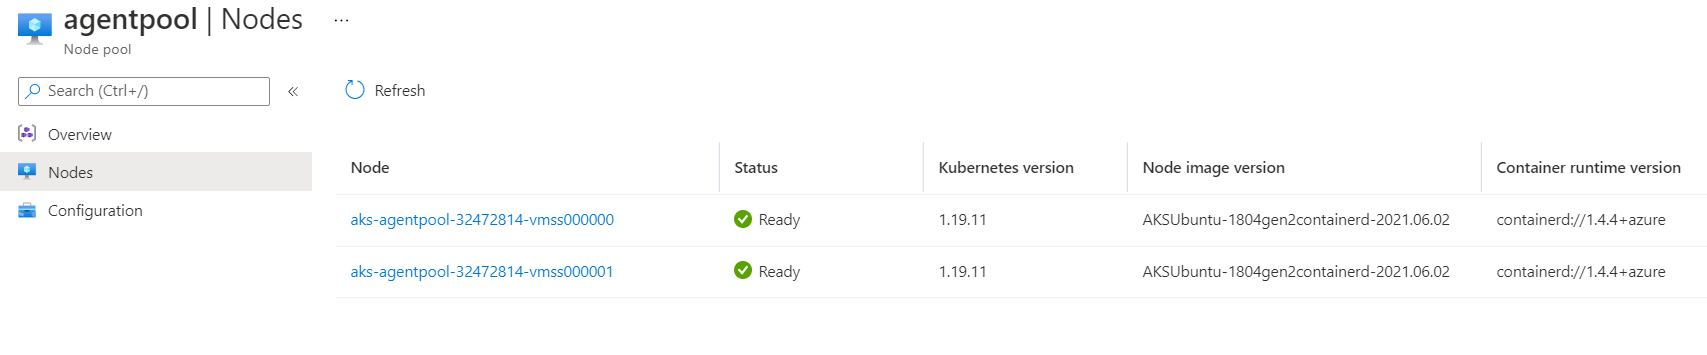 agentpool | Nodes ...
Node pool
Search (Ctrl+/)
«
Refresh
Overview
Nodes
Configuration
Node Status Kubernetes version Node image version Container runtime version
aks-agentpool-32472814-vmss000000 Ready 1.19.11 AKSUbuntu-1804gen2containerd-2021.06.02 containerd://1.4.4+azure
aks-agentpool-32472814-vmss000001 Ready 1.19.11 AKSUbuntu-1804gen2containerd-2021.06.02 containerd://1.4.4+azure